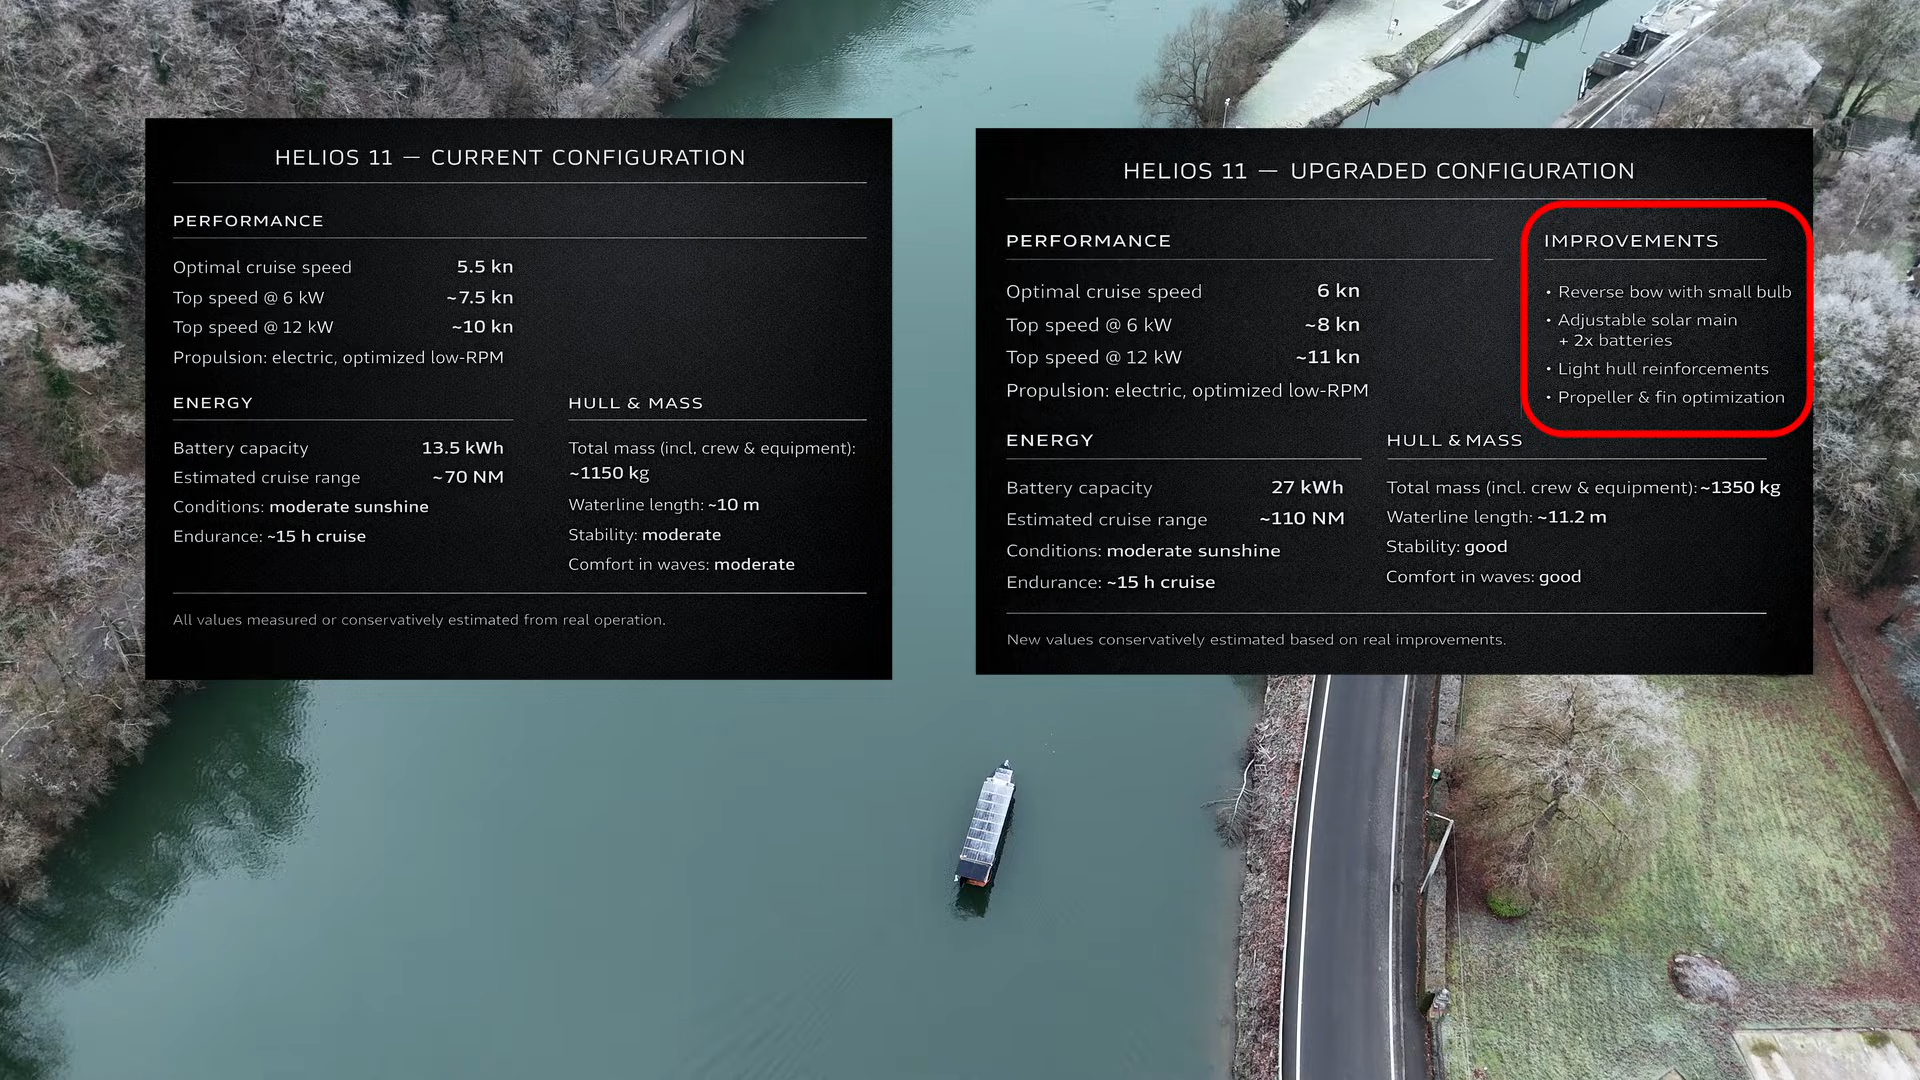 HELIOS 11 — CURRENT CONFIGURATION
PERFORMANCE
Optimal cruise speed 5.5 kn
Top speed @ 6 kW ~7.5 kn
Top speed @ 12 kW ~10 kn
Propulsion: electric, optimized low-RPM
ENERGY
Battery capacity 13.5 kWh
Estimated cruise range ~70 NM
Conditions: moderate sunshine
Endurance: ~15 h cruise
HULL & MASS
Total mass (incl. crew & equipment):
~1150 kg
Waterline length: ~10 m
Stability: moderate
Comfort in waves: moderate
All values measured or conservatively estimated from real operation.
HELIOS 11 — UPGRADED CONFIGURATION
PERFORMANCE
Optimal cruise speed 6 kn
Top speed @ 6 kW ~8 kn
Top speed @ 12 kW ~11 kn
Propulsion: electric, optimized low-RPM
IMPROVEMENTS
• Reverse bow with small bulb
• Adjustable solar main
+ 2x batteries
• Light hull reinforcements
• Propeller & fin optimization
ENERGY
Battery capacity 27 kWh
Estimated cruise range ~110 NM
Conditions: moderate sunshine
Endurance: ~15 h cruise
HULL & MASS
Total mass (incl. crew & equipment): ~1350 kg
Waterline length: ~11.2 m
Stability: good
Comfort in waves: good
New values conservatively estimated based on real improvements.